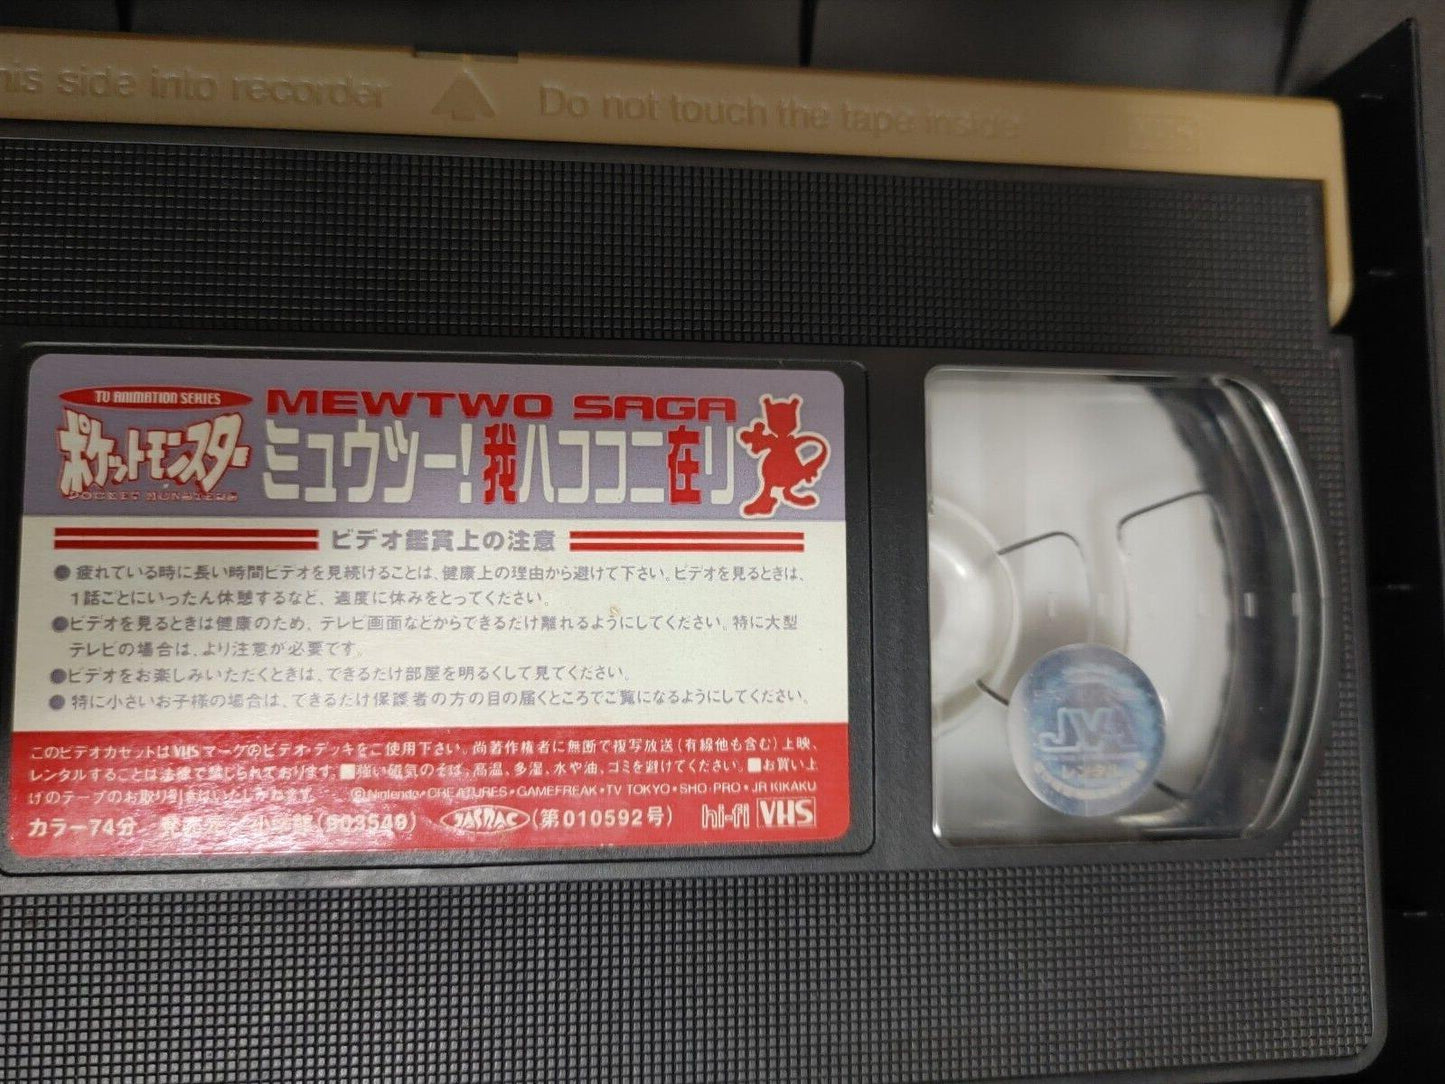 his side into recorder
Do not touch the tape inside
TV ANIMATION SERIES
ポケットモンスター
POCKET MONSTERS
MEWTWO SAGA
ミュウツー!我ハココニ在リ
ビデオ鑑賞上の注意
●疲れている時に長い時間ビデオを見続けることは、健康上の理由から避けて下さい。ビデオを見るときは、
1話ごとにいったん休憩するなど、適度に休みをとってください。
●ビデオを見るときは健康のため、テレビ画面などからできるだけ離れるようにしてください。特に大型
テレビの場合は、より注意が必要です。
●ビデオをお楽しみいただくときは、できるだけ部屋を明るくして見てください。
●特に小さいお子様の場合は、できるだけ保護者の方の目の届くところでご覧になるようにしてください。
このビデオカセットはVHSマークのビデオ・デッキをご使用下さい。尚著作権者に無断で複写放送(有線他も含む)上映、
レンタルすることは法律で禁じられております。■強い磁気のそば、高温、多湿、水や油、ゴミを避けてください。■お買い上
げのテープのお取り引きはいたしみねます。 ©Nintendo・CREATURES・GAMEFREAK・TV TOKYO・SHO-PRO・JR KIKAKU
カラー74分 発売元/小学館(903540) JASRAC (第010592号) hi-fi VHS
JVA
レンタル